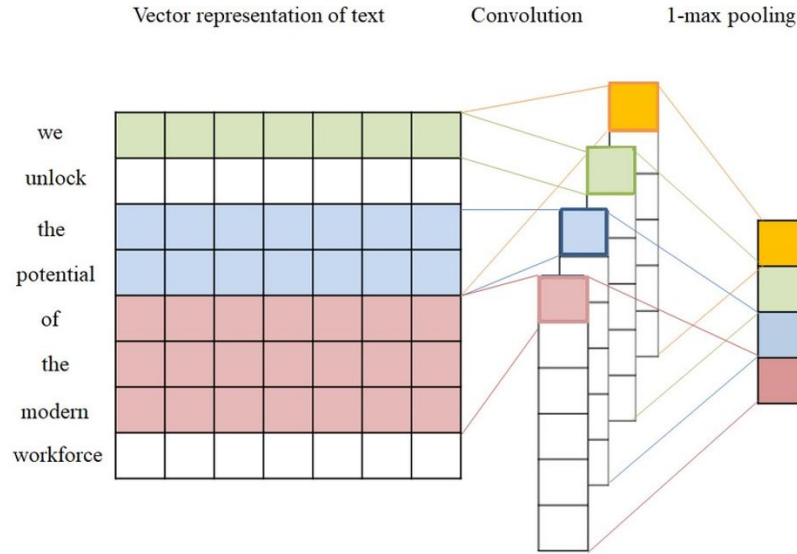 Vector representation of text
Convolution
1-max pooling
we
unlock
the
potential
of
the
modern
workforce